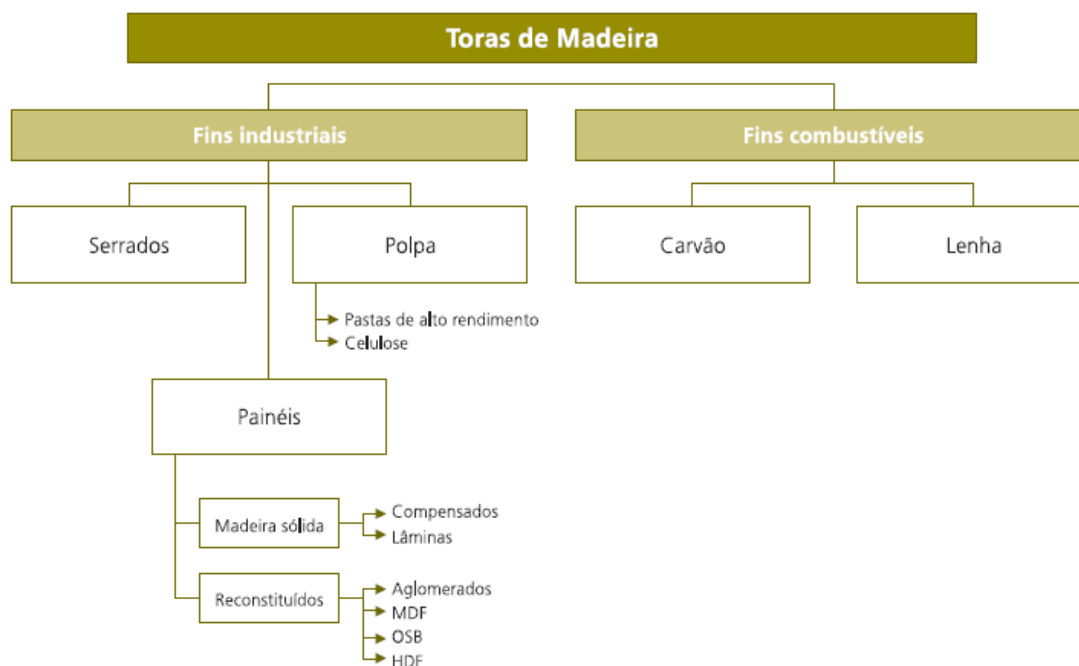 Toras de Madeira
Fins industriais
Fins combustíveis
Serrados
Polpa
Carvão
Lenha
Pastas de alto rendimento
Celulose
Painéis
Madeira sólida
Compensados
Lâminas
Reconstituídos
Aglomerados
MDF
OSB
HDF